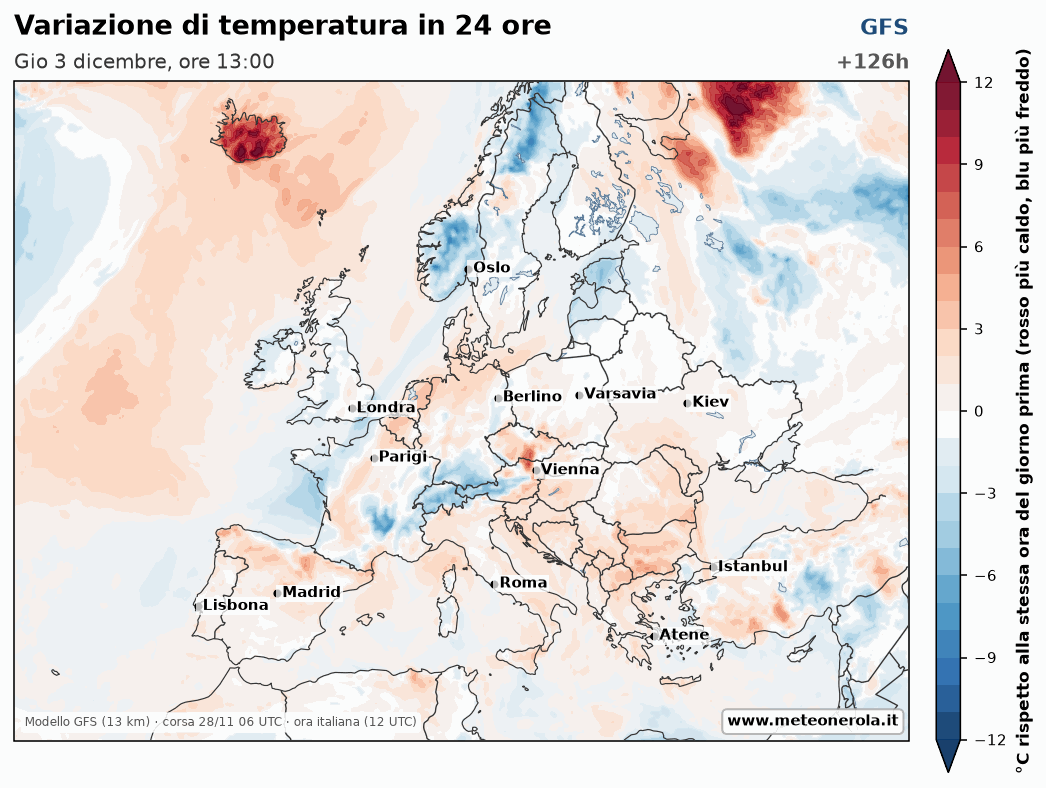 Variazione di temperatura in 24 ore
GFS
Gio 3 dicembre, ore 13:00
+126h
Oslo
Londra
Berlino
Varsavia
Kiev
Parigi
Vienna
Madrid
Lisbona
Roma
Istanbul
Atene
Modello GFS (13 km) · corsa 28/11 06 UTC · ora italiana (12 UTC)
www.meteonerola.it
12
9
6
3
0
−3
−6
−9
−12
°C rispetto alla stessa ora del giorno prima (rosso più caldo, blu più freddo)